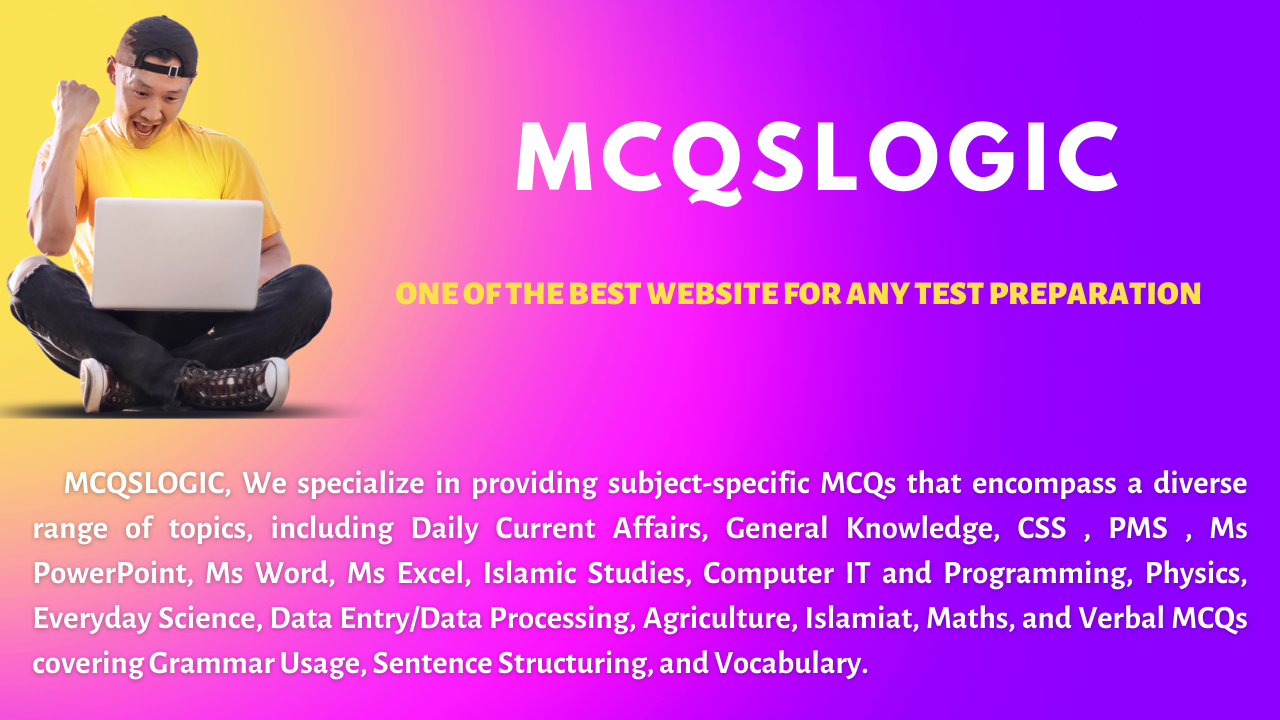 MCQSLOGIC
ONE OF THE BEST WEBSITE FOR ANY TEST PREPARATION
MCQSLOGIC, We specialize in providing subject-specific MCQs that encompass a diverse
range of topics, including Daily Current Affairs, General Knowledge, CSS , PMS , Ms
PowerPoint, Ms Word, Ms Excel, Islamic Studies, Computer IT and Programming, Physics,
Everyday Science, Data Entry/Data Processing, Agriculture, Islamiat, Maths, and Verbal MCQs
covering Grammar Usage, Sentence Structuring, and Vocabulary.